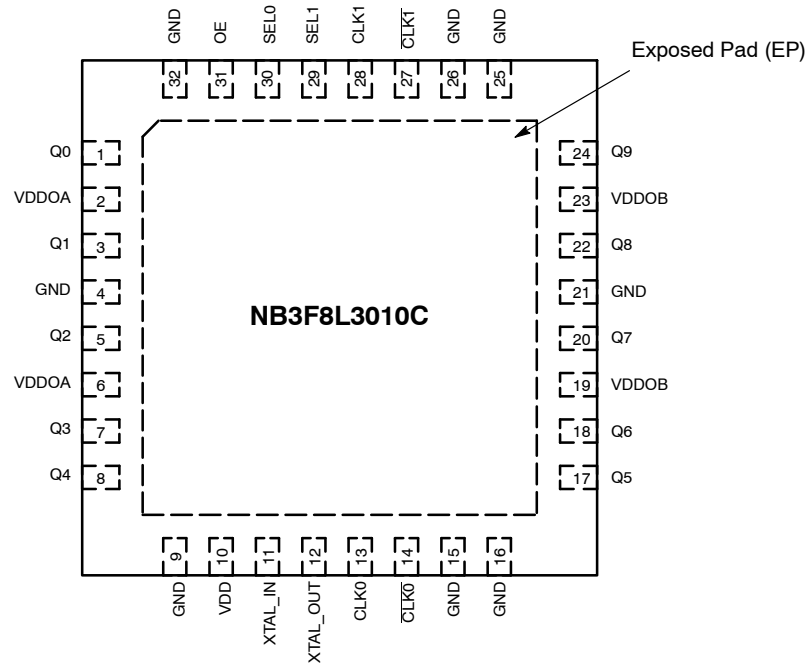 GND OE SEL0 SEL1 CLK1 C̅L̅K̅1̅ GND GND
32 31 30 29 28 27 26 25
Exposed Pad (EP)
Q0 1
VDDOA 2
Q1 3
GND 4
Q2 5
VDDOA 6
Q3 7
Q4 8
NB3F8L3010C
24 Q9
23 VDDOB
22 Q8
21 GND
20 Q7
19 VDDOB
18 Q6
17 Q5
9 10 11 12 13 14 15 16
GND VDD XTAL_IN XTAL_OUT CLK0 C̅L̅K̅0̅ GND GND